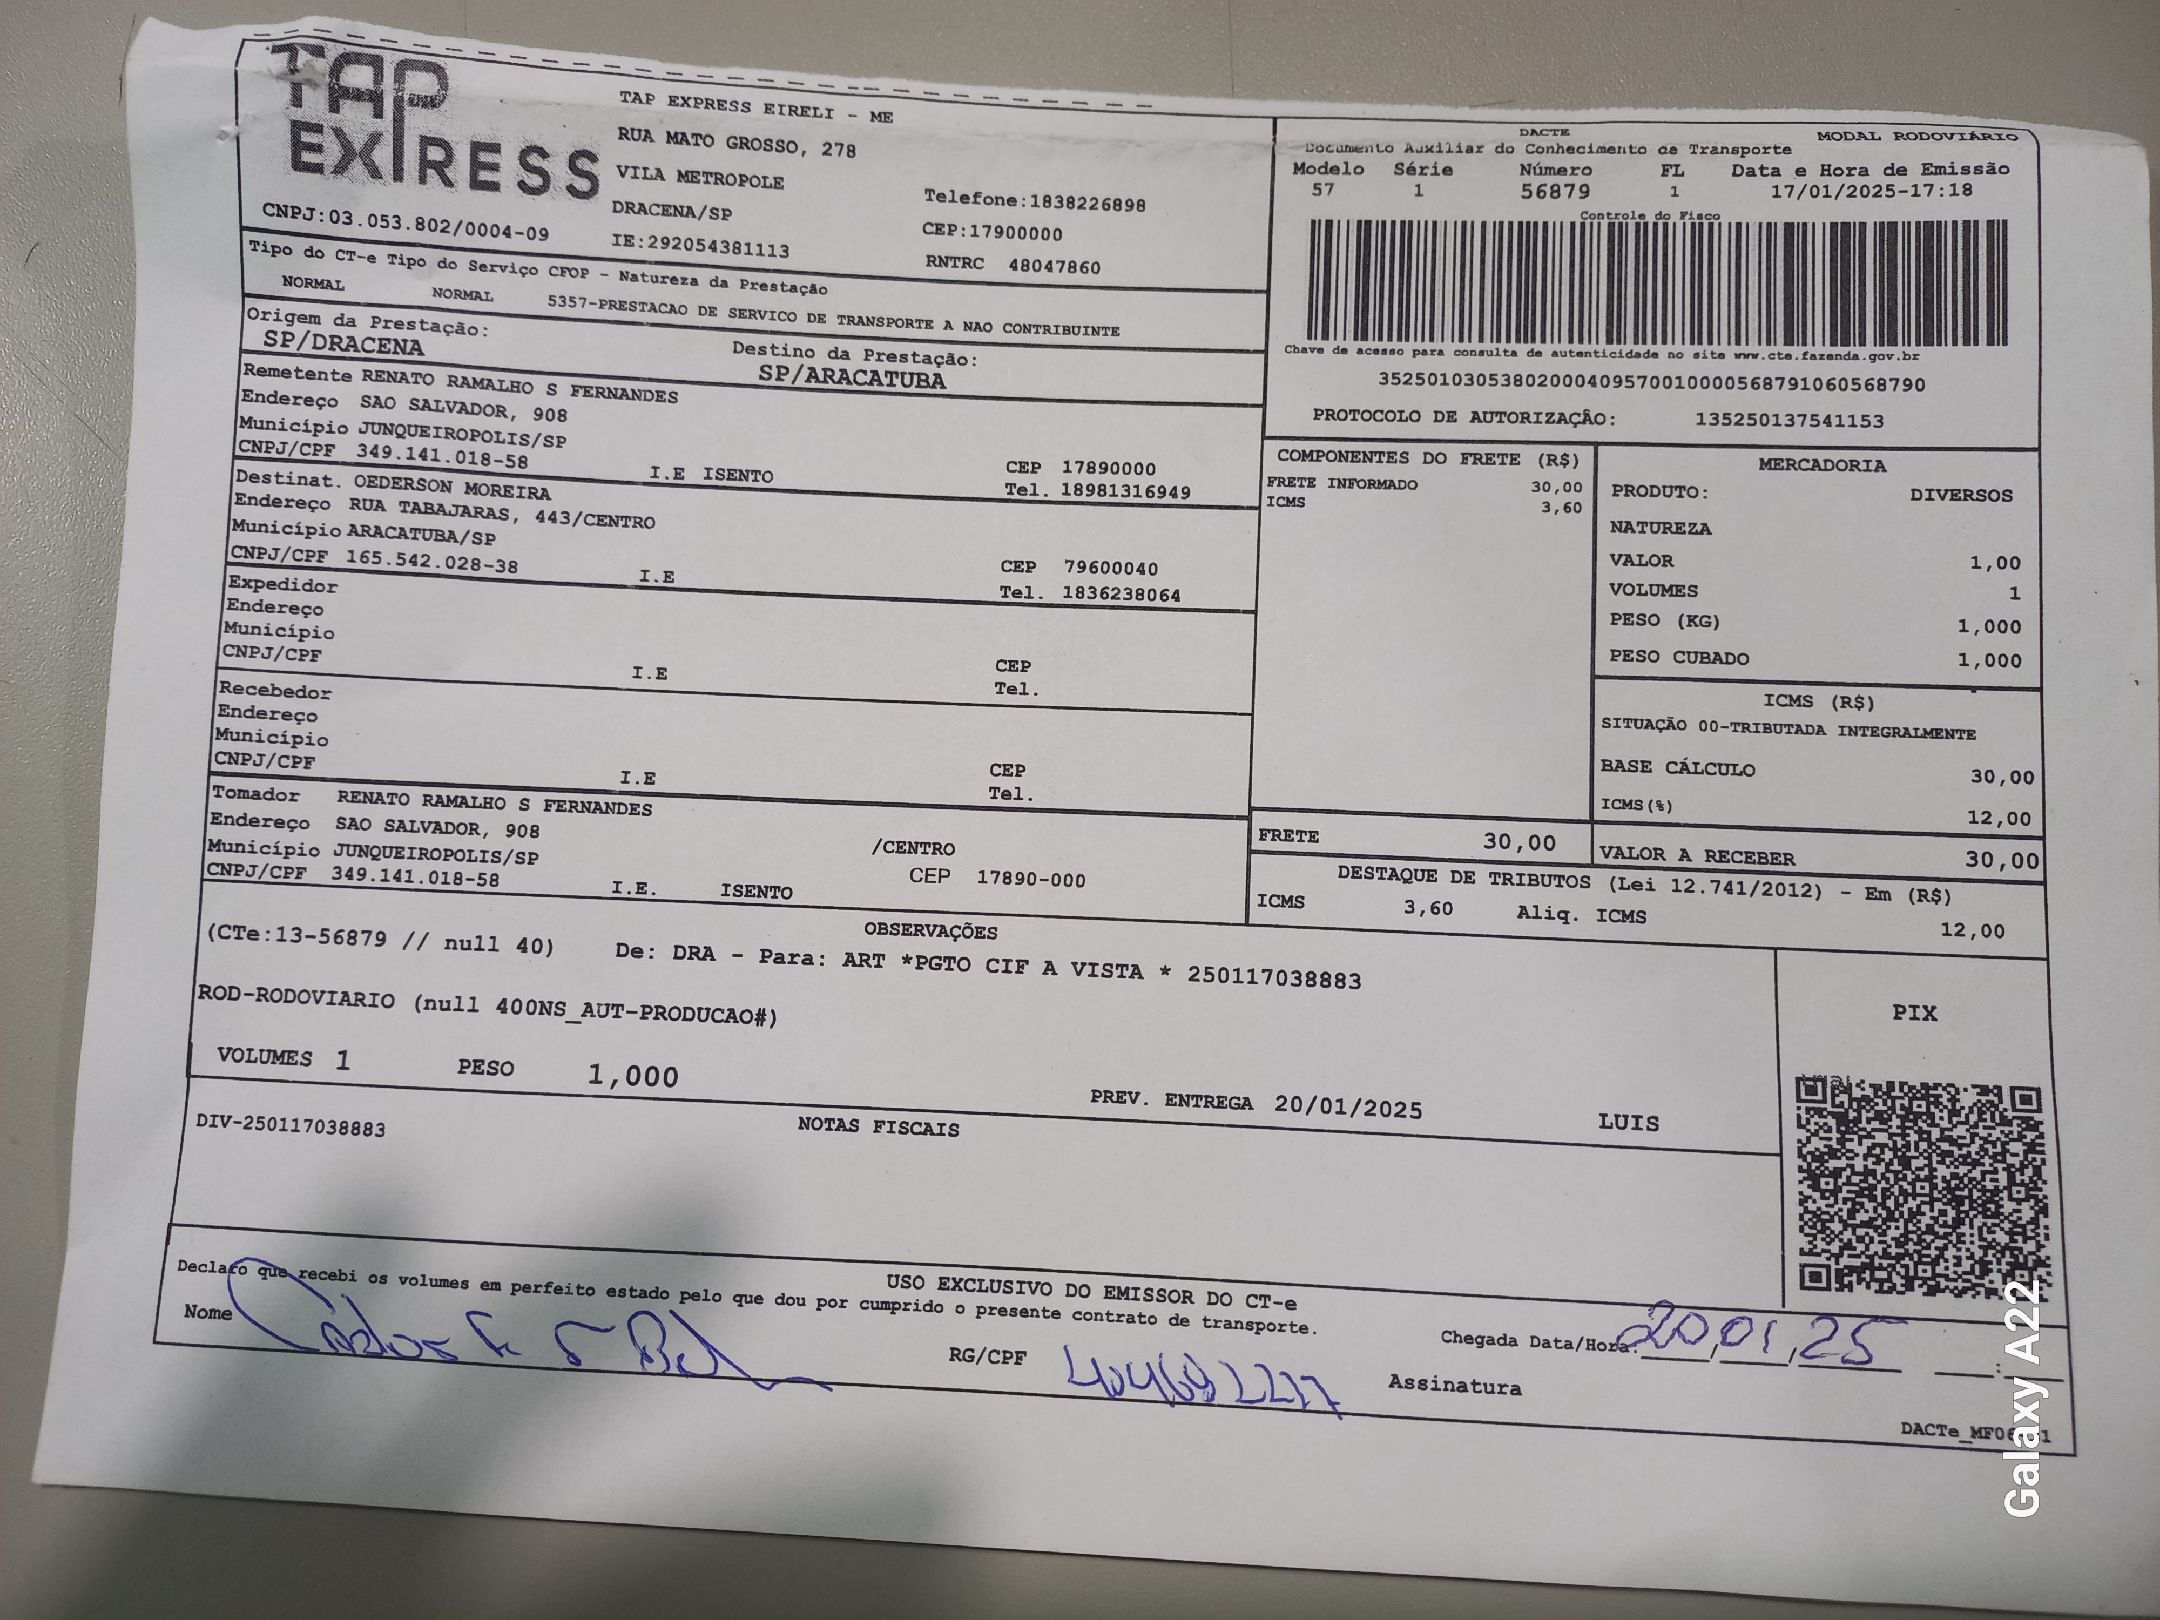 TAP
EXPRESS
CNPJ:03.053.802/0004-09
TAP EXPRESS EIRELI - ME
RUA MATO GROSSO, 278
VILA METROPOLE
DRACENA/SP
IE:292054381113
Telefone:1838226898
CEP:17900000
RNTRC 48047860
DACTE MODAL RODOVIÁRIO
Documento Auxiliar do Conhecimento de Transporte
Modelo Série Número FL Data e Hora de Emissão
57 1 56879 1 17/01/2025-17:18
Controle do Fisco
Chave de acesso para consulta de autenticidade no site www.cte.fazenda.gov.br
35250103053802000409570010000568791060568790
PROTOCOLO DE AUTORIZAÇÃO: 135250137541153
Tipo do CT-e Tipo do Serviço CFOP - Natureza da Prestação
NORMAL NORMAL 5357-PRESTACAO DE SERVICO DE TRANSPORTE A NAO CONTRIBUINTE
Origem da Prestação: Destino da Prestação:
SP/DRACENA SP/ARACATUBA
Remetente RENATO RAMALHO S FERNANDES
Endereço SAO SALVADOR, 908
Município JUNQUEIROPOLIS/SP CEP 17890000
CNPJ/CPF 349.141.018-58 I.E ISENTO Tel. 18981316949
Destinat. OEDERSON MOREIRA
Endereço RUA TABAJARAS, 443/CENTRO
Município ARACATUBA/SP CEP 79600040
CNPJ/CPF 165.542.028-38 I.E Tel. 1836238064
Expedidor
Endereço
Município CEP
CNPJ/CPF I.E Tel.
Recebedor
Endereço
Município CEP
CNPJ/CPF I.E Tel.
Tomador RENATO RAMALHO S FERNANDES
Endereço SAO SALVADOR, 908 /CENTRO
Município JUNQUEIROPOLIS/SP CEP 17890-000
CNPJ/CPF 349.141.018-58 I.E. ISENTO
COMPONENTES DO FRETE (R$)
FRETE INFORMADO 30,00
ICMS 3,60
FRETE 30,00
MERCADORIA
PRODUTO: DIVERSOS
NATUREZA
VALOR 1,00
VOLUMES 1
PESO (KG) 1,000
PESO CUBADO 1,000
ICMS (R$)
SITUAÇÃO 00-TRIBUTADA INTEGRALMENTE
BASE CÁLCULO 30,00
ICMS(%) 12,00
VALOR A RECEBER 30,00
DESTAQUE DE TRIBUTOS (Lei 12.741/2012) - Em (R$)
ICMS 3,60 Aliq. ICMS 12,00
OBSERVAÇÕES
(CTe:13-56879 // null 40) De: DRA - Para: ART *PGTO CIF A VISTA * 250117038883
ROD-RODOVIARIO (null 400NS_AUT-PRODUCAO#)
VOLUMES 1 PESO 1,000 PREV. ENTREGA 20/01/2025 LUIS
PIX
NOTAS FISCAIS
DIV-250117038883
USO EXCLUSIVO DO EMISSOR DO CT-e
Declaro que recebi os volumes em perfeito estado pelo que dou por cumprido o presente contrato de transporte.
Nome RG/CPF Chegada Data/Hora: 20/01/25 :
Assinatura
DACTe_MF06
Galaxy A22